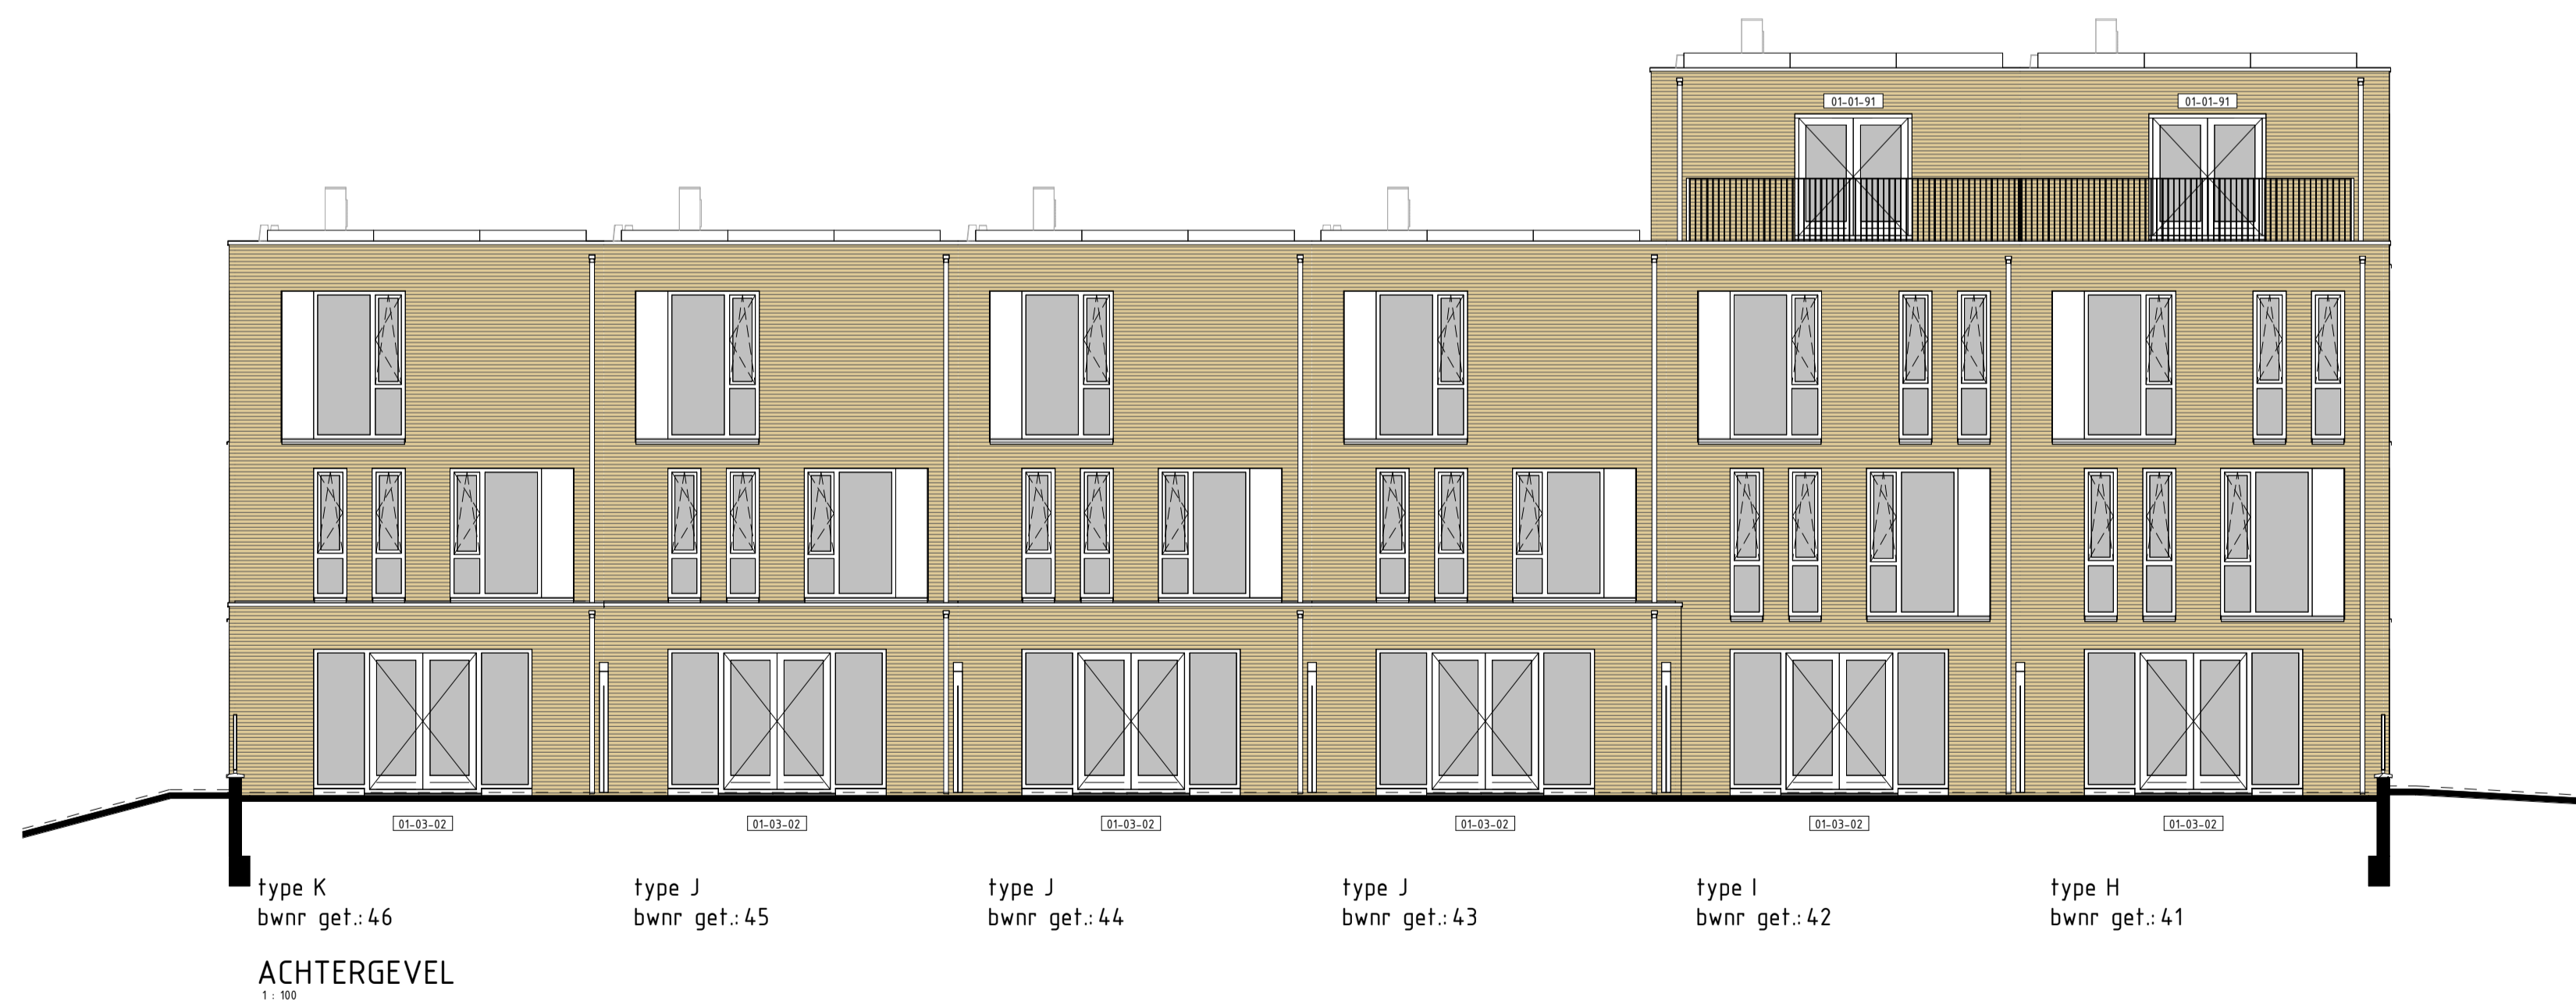 01-01-91
01-01-91
01-03-02
01-03-02
01-03-02
01-03-02
01-03-02
01-03-02
type K
bwnr get.: 46
type J
bwnr get.: 45
type J
bwnr get.: 44
type J
bwnr get.: 43
type I
bwnr get.: 42
type H
bwnr get.: 41
ACHTERGEVEL
1 : 100